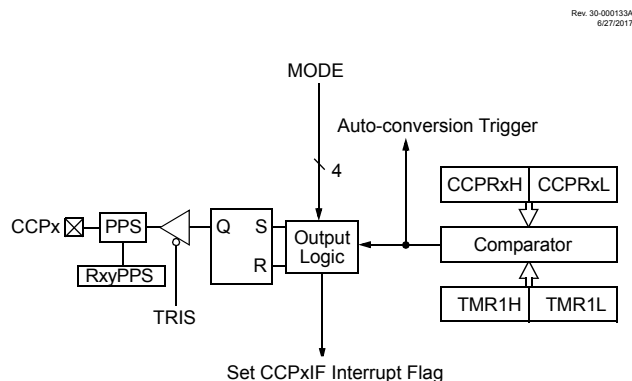 Rev. 30-000133A
6/27/2017
MODE
Auto-conversion Trigger
4
CCPRxH CCPRxL
CCPx PPS Q S Output Logic Comparator
R
RxyPPS
TRIS
TMR1H TMR1L
Set CCPxIF Interrupt Flag